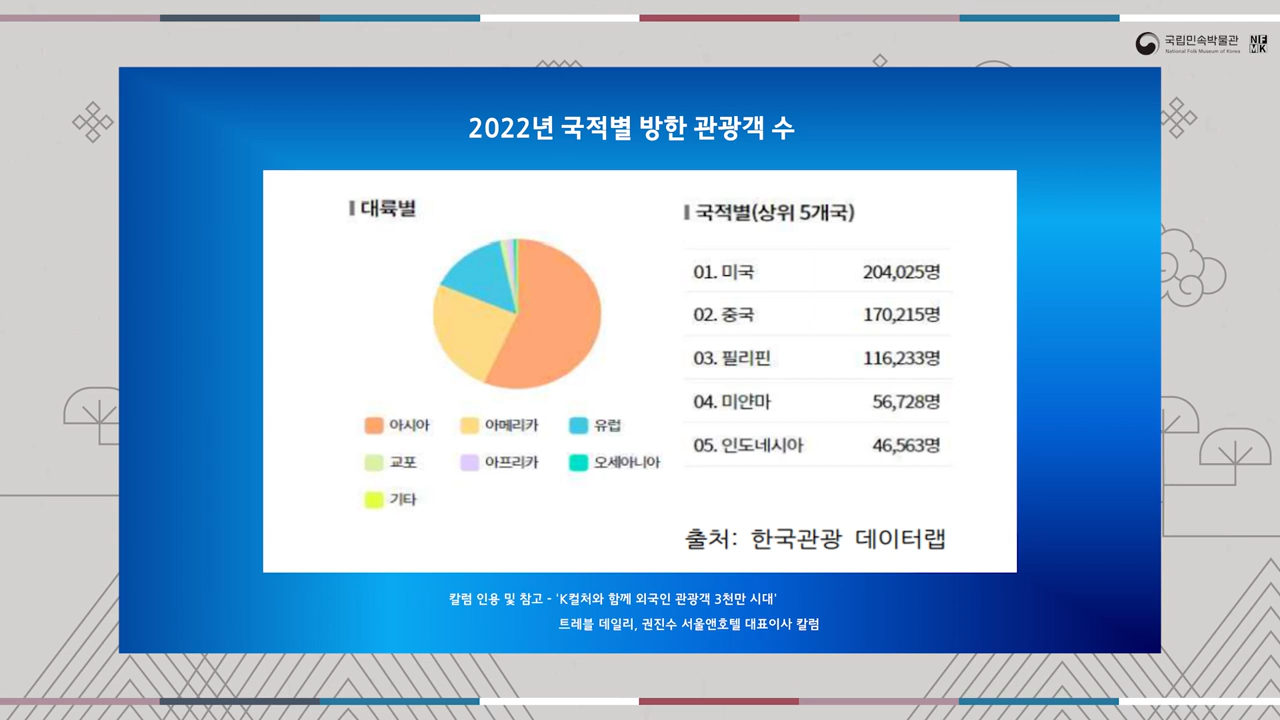 국립민속박물관
National Folk Museum of Korea
NF
MK
2022년 국적별 방한 관광객 수
대륙별
아시아
아메리카
유럽
교포
아프리카
오세아니아
기타
국적별(상위 5개국)
01. 미국 204,025명
02. 중국 170,215명
03. 필리핀 116,233명
04. 미얀마 56,728명
05. 인도네시아 46,563명
출처: 한국관광 데이터랩
칼럼 인용 및 참고 - 'K컬처와 함께 외국인 관광객 3천만 시대'
트레블 데일리, 권진수 서울앤호텔 대표이사 칼럼